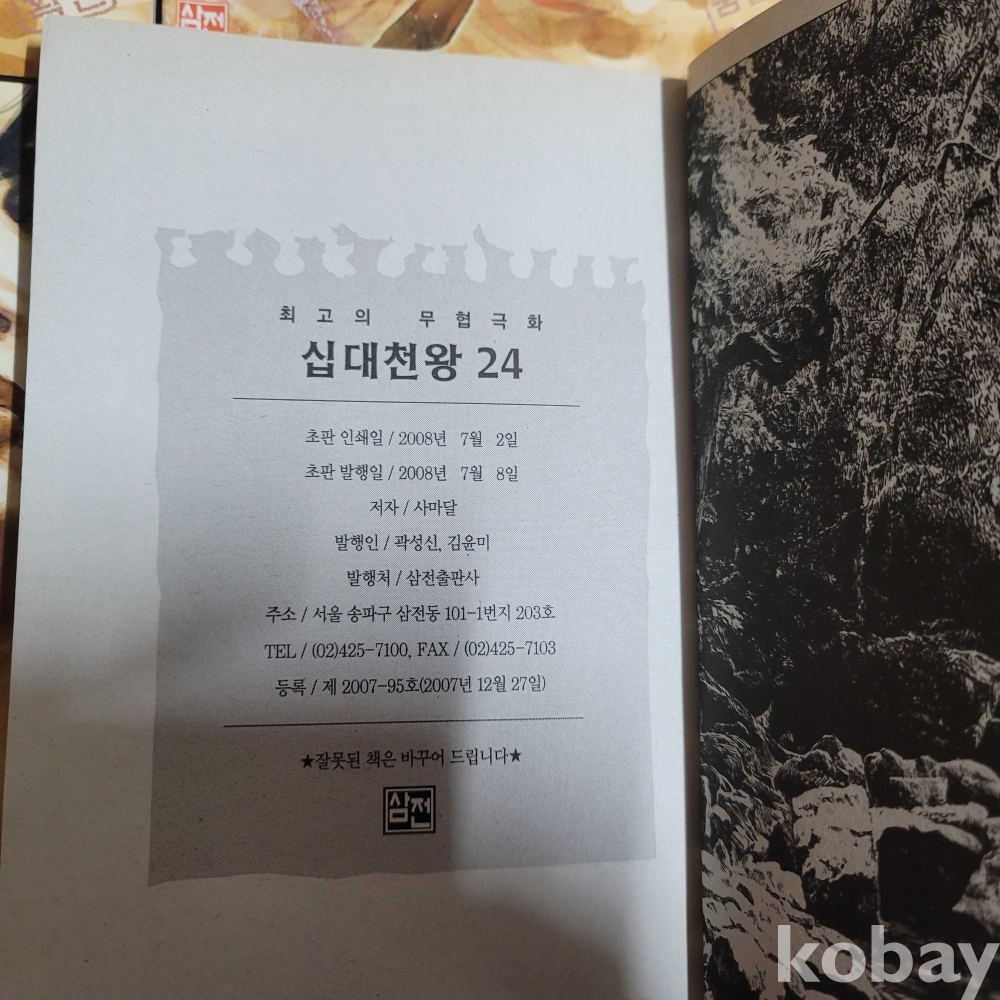 삼전
최고의 무협극화
십대천왕 24
초판 인쇄일 / 2008년 7월 2일
초판 발행일 / 2008년 7월 8일
저자 / 사마달
발행인 / 곽성신, 김윤미
발행처 / 삼전출판사
주소 / 서울 송파구 삼전동 101-1번지 203호
TEL / (02)425-7100, FAX / (02)425-7103
등록 / 제 2007-95호(2007년 12월 27일)
★잘못된 책은 바꾸어 드립니다★
삼전
kobay